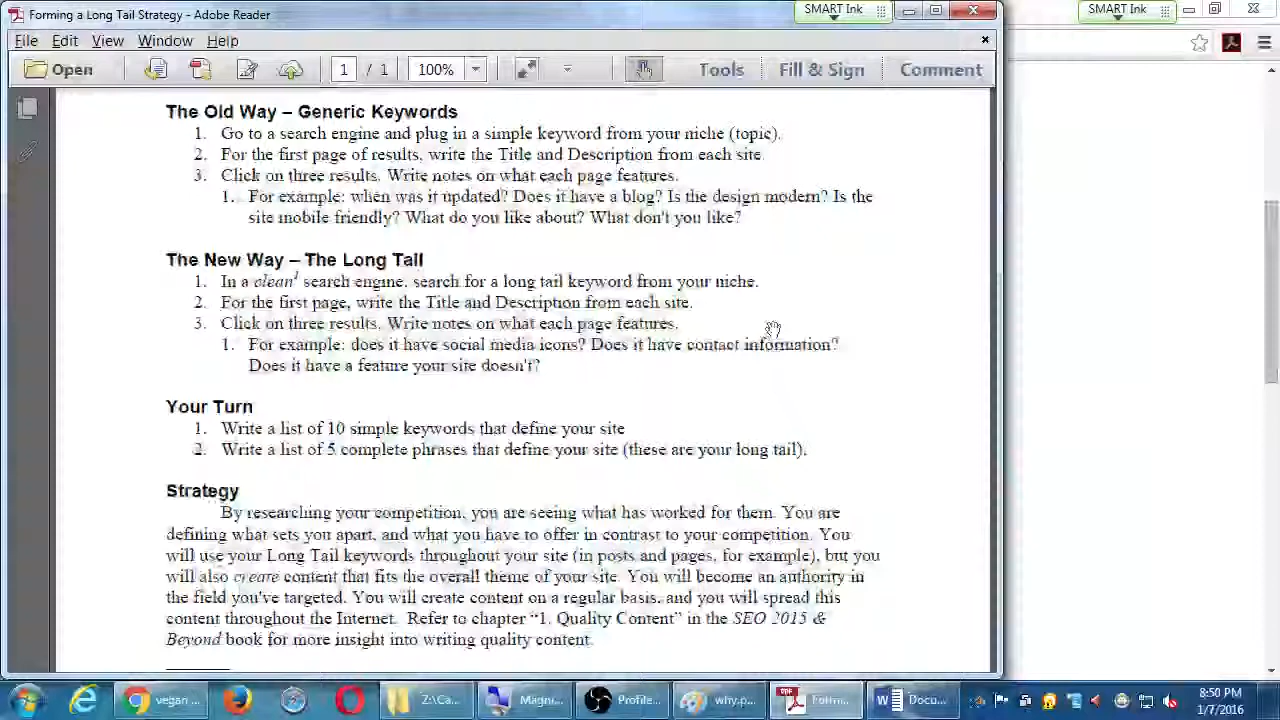 Forming a Long Tail Strategy - Adobe Reader
SMART Ink
SMART Ink
File Edit View Window Help
Open
1 / 1
100%
Tools
Fill & Sign
Comment
The Old Way – Generic Keywords
1. Go to a search engine and plug in a simple keyword from your niche (topic).
2. For the first page of results, write the Title and Description from each site.
3. Click on three results. Write notes on what each page features.
1. For example: when was it updated? Does it have a blog? Is the design modern? Is the
site mobile friendly? What do you like about? What don't you like?
The New Way – The Long Tail
1. In a clean¹ search engine, search for a long tail keyword from your niche.
2. For the first page, write the Title and Description from each site.
3. Click on three results. Write notes on what each page features.
1. For example: does it have social media icons? Does it have contact information?
Does it have a feature your site doesn't?
Your Turn
1. Write a list of 10 simple keywords that define your site
2. Write a list of 5 complete phrases that define your site (these are your long tail).
Strategy
By researching your competition, you are seeing what has worked for them. You are
defining what sets you apart, and what you have to offer in contrast to your competition. You
will use your Long Tail keywords throughout your site (in posts and pages, for example), but you
will also create content that fits the overall theme of your site. You will become an authority in
the field you've targeted. You will create content on a regular basis, and you will spread this
content throughout the Internet. Refer to chapter “1. Quality Content” in the SEO 2015 &
Beyond book for more insight into writing quality content.
vegan ...
Z:\Ca...
Magn...
Profile...
why.p...
Form...
Docu...
8:50 PM
1/7/2016